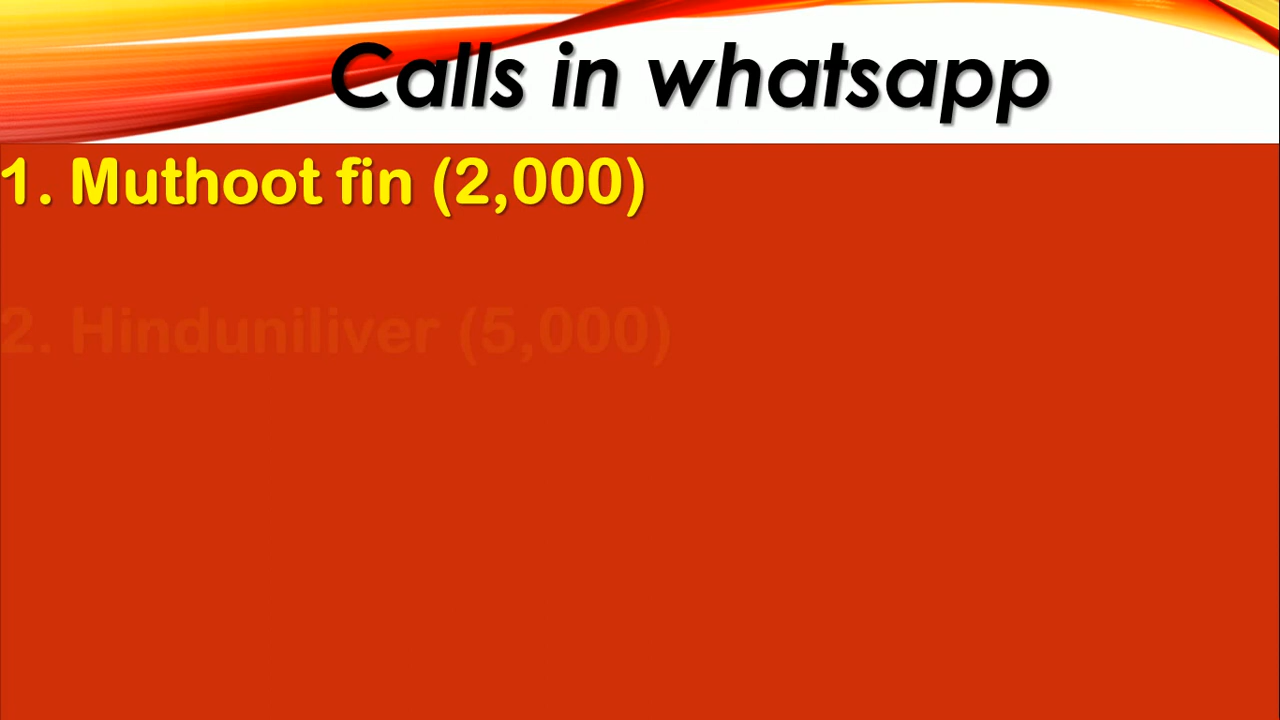 Calls in whatsapp
1. Muthoot fin (2,000)
2. Hinduniliver (5,000)